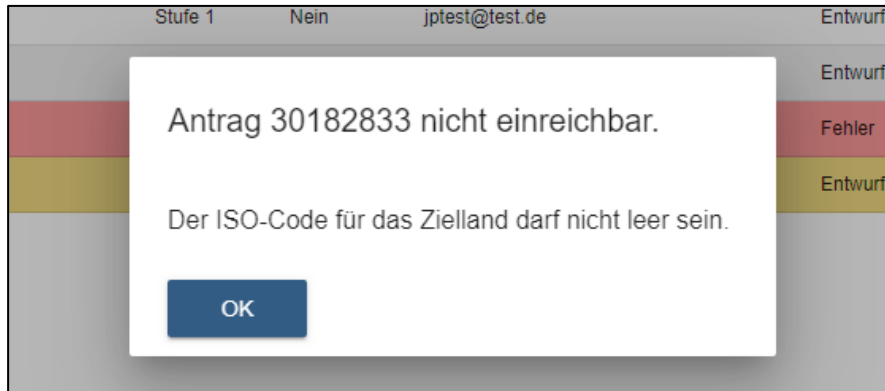 Stufe 1 Nein jptest@test.de Entwurf
Entwurf
Antrag 30182833 nicht einreichbar.
Fehler
Entwurf
Der ISO-Code für das Zielland darf nicht leer sein.
OK